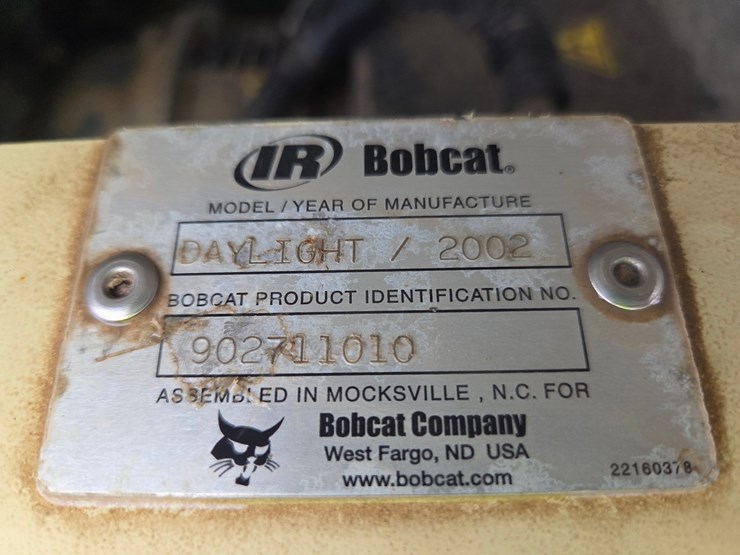 IR Bobcat®
MODEL / YEAR OF MANUFACTURE
DAYLIGHT / 2002
BOBCAT PRODUCT IDENTIFICATION NO.
902711010
ASSEMBLED IN MOCKSVILLE , N.C. FOR
Bobcat Company
West Fargo, ND USA
www.bobcat.com
22160378